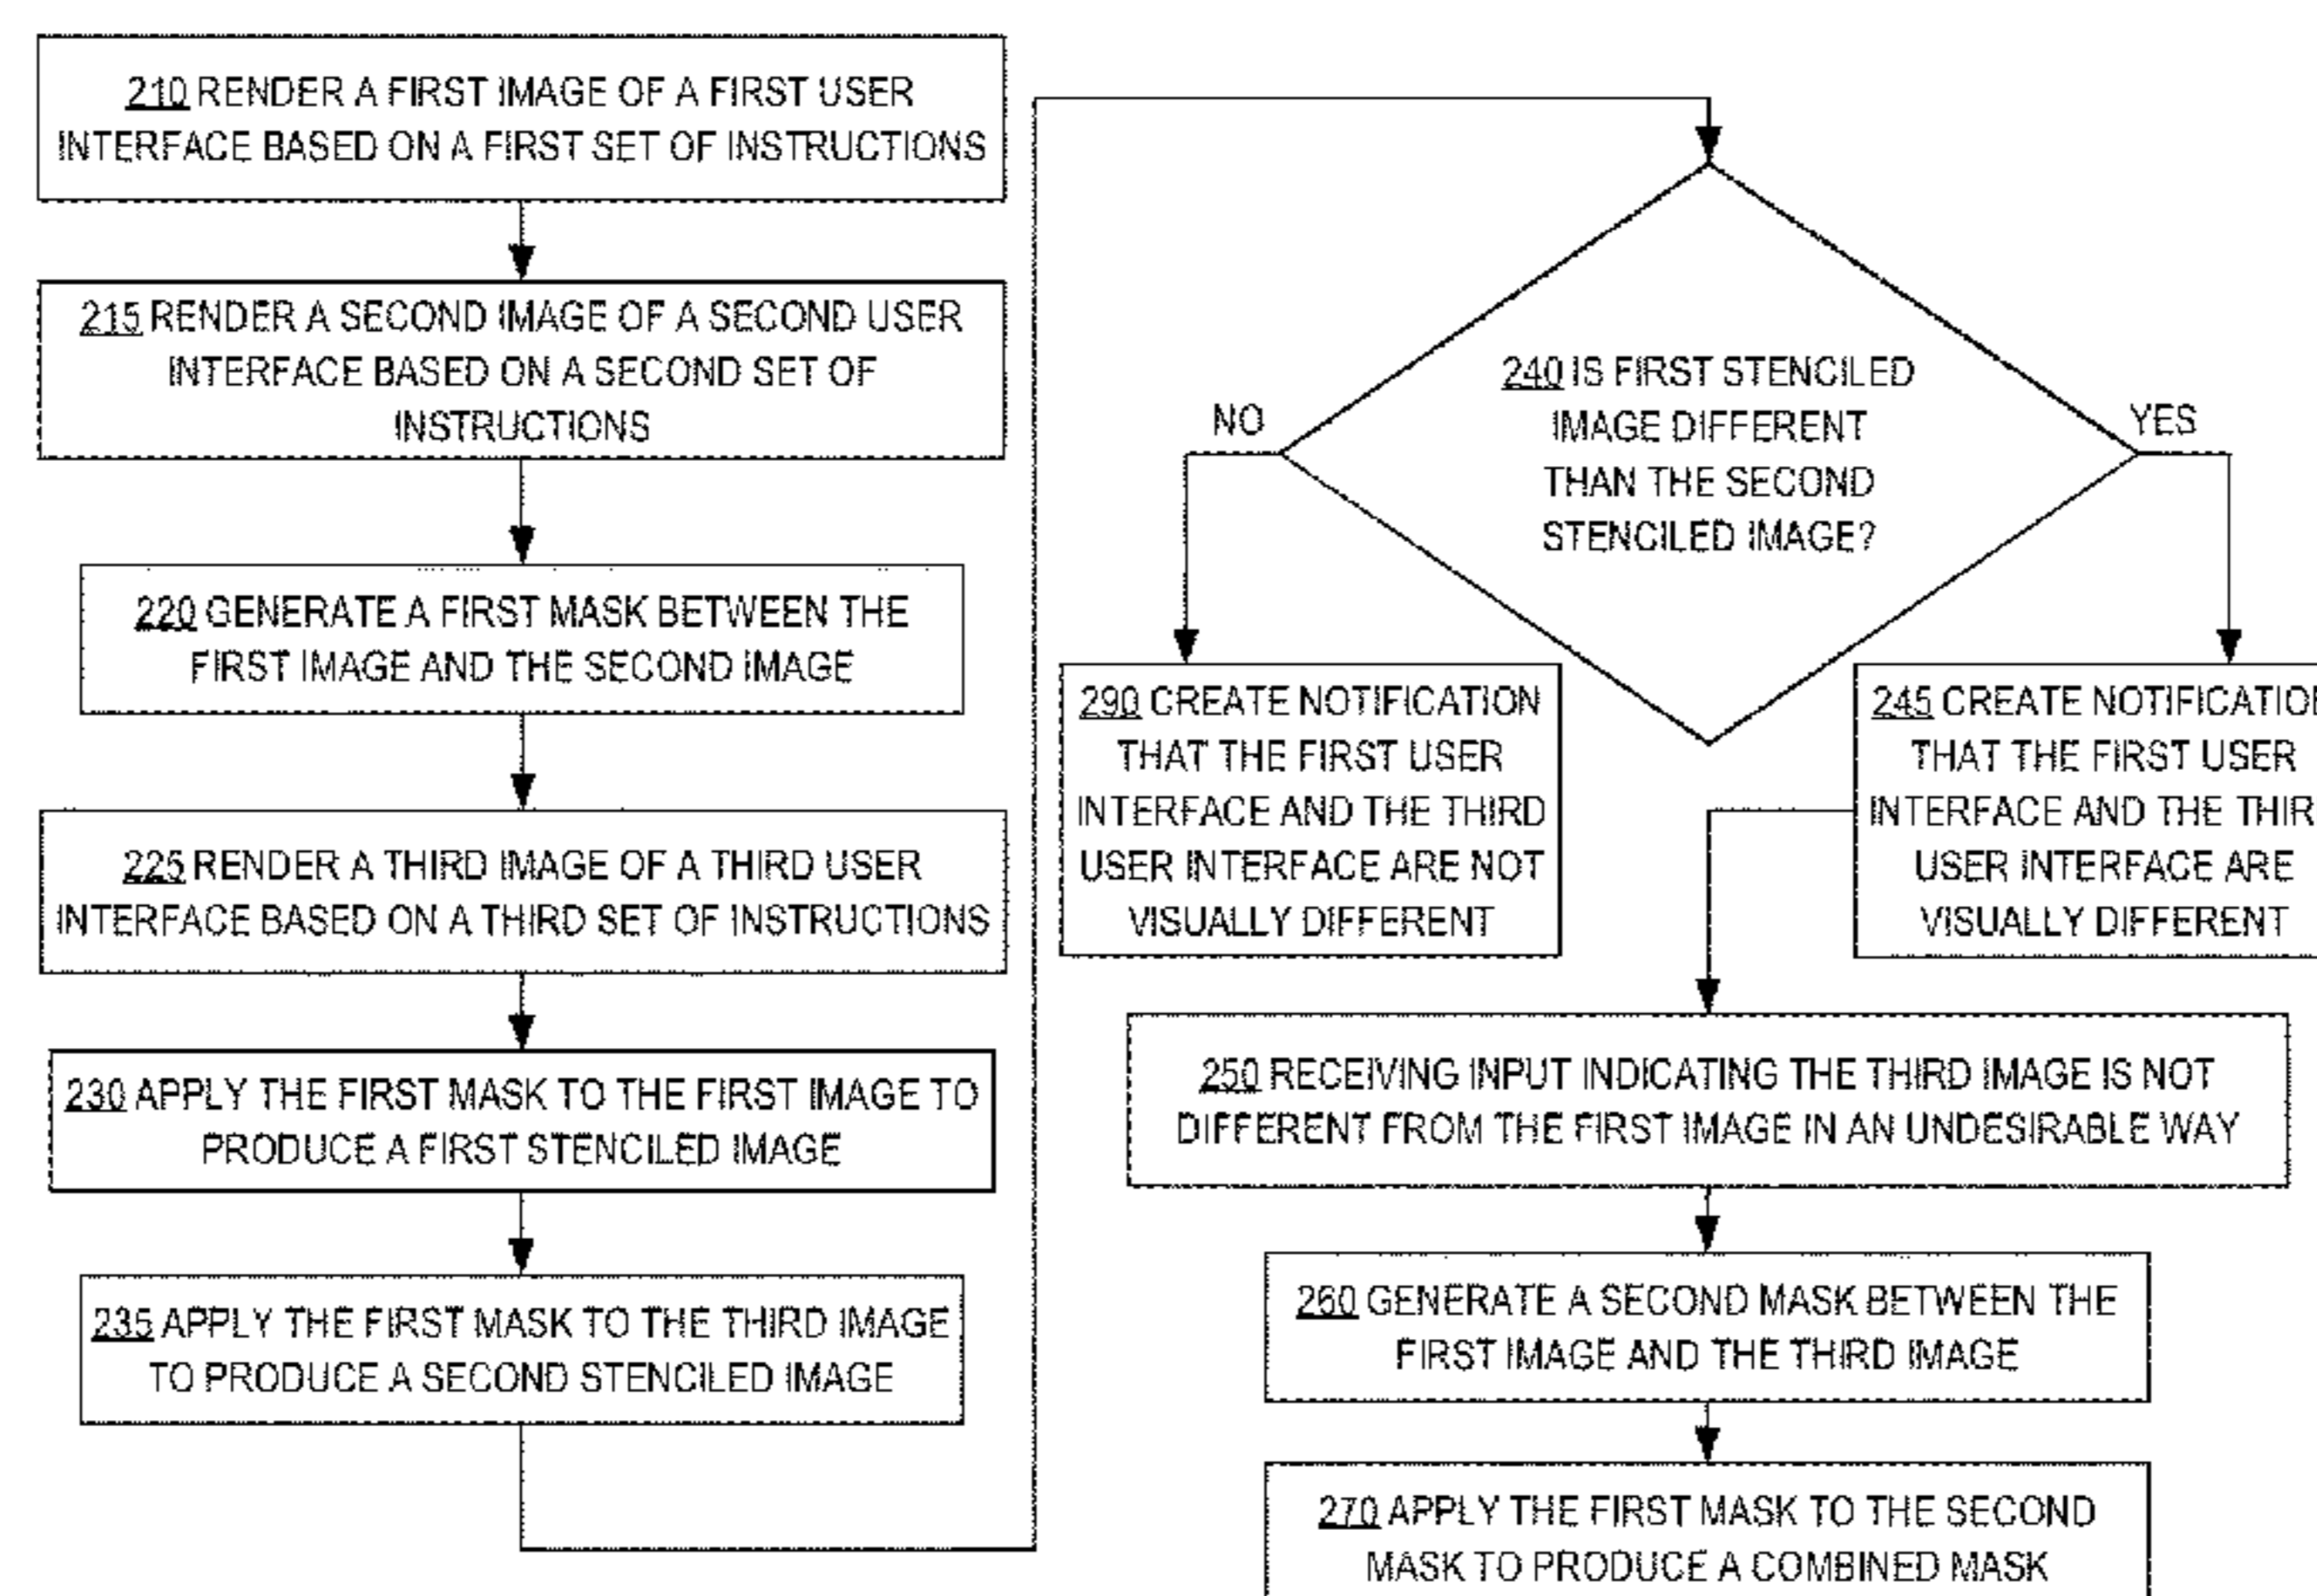 210 RENDER A FIRST IMAGE OF A FIRST USER
INTERFACE BASED ON A FIRST SET OF INSTRUCTIONS
215 RENDER A SECOND IMAGE OF A SECOND USER
INTERFACE BASED ON A SECOND SET OF
INSTRUCTIONS
220 GENERATE A FIRST MASK BETWEEN THE
FIRST IMAGE AND THE SECOND IMAGE
225 RENDER A THIRD IMAGE OF A THIRD USER
INTERFACE BASED ON A THIRD SET OF INSTRUCTIONS
230 APPLY THE FIRST MASK TO THE FIRST IMAGE TO
PRODUCE A FIRST STENCILED IMAGE
235 APPLY THE FIRST MASK TO THE THIRD IMAGE
TO PRODUCE A SECOND STENCILED IMAGE
240 IS FIRST STENCILED
IMAGE DIFFERENT
THAN THE SECOND
STENCILED IMAGE?
NO
YES
290 CREATE NOTIFICATION
THAT THE FIRST USER
INTERFACE AND THE THIRD
USER INTERFACE ARE NOT
VISUALLY DIFFERENT
245 CREATE
THAT THE FIRST USER
INTERFACE AND THE
USER INTERFACE ARE
VISUALLY DIFFERENT
250 RECEIVING INPUT INDICATING THE THIRD IMAGE IS NOT
DIFFERENT FROM THE FIRST IMAGE IN AN UNDESIRABLE WAY
260 GENERATE A SECOND MASK BETWEEN THE
FIRST IMAGE AND THE THIRD IMAGE
270 APPLY THE FIRST MASK TO THE SECOND
MASK TO PRODUCE A COMBINED MASK